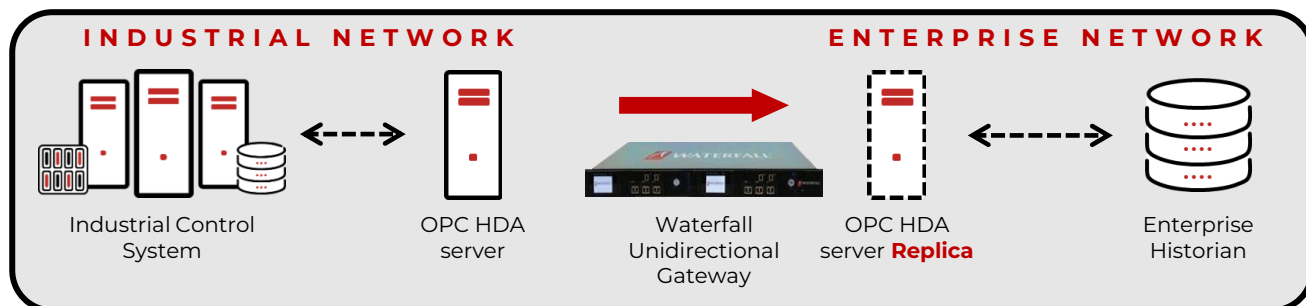 INDUSTRIAL NETWORK
ENTERPRISE NETWORK
WATERFALL
Industrial Control
System
OPC HDA
server
Waterfall
Unidirectional
Gateway
OPC HDA
server Replica
Enterprise
Historian